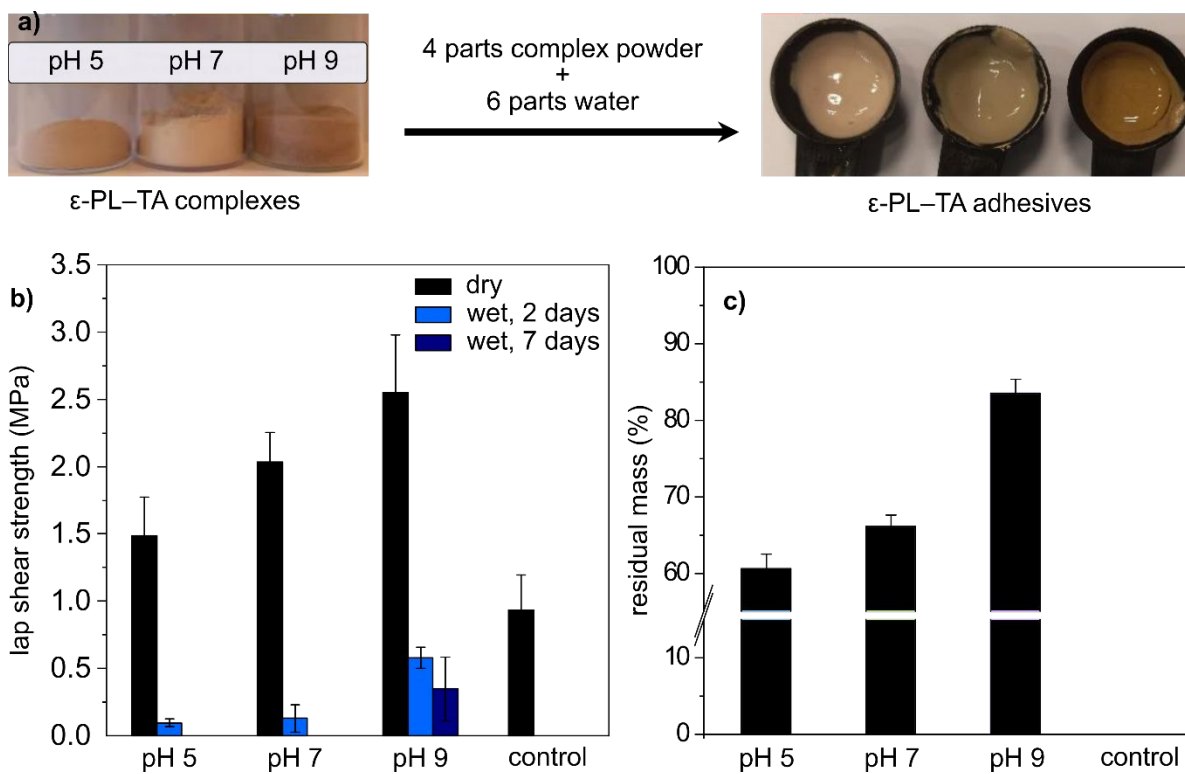 a)
pH 5 pH 7 pH 9
4 parts complex powder
+
6 parts water
ε-PL–TA complexes
ε-PL–TA adhesives
b)
3.5
3.0
2.5
2.0
1.5
1.0
0.5
0.0
lap shear strength (MPa)
dry
wet, 2 days
wet, 7 days
pH 5 pH 7 pH 9 control
c)
100
90
80
70
60
10
0
residual mass (%)
pH 5 pH 7 pH 9 control